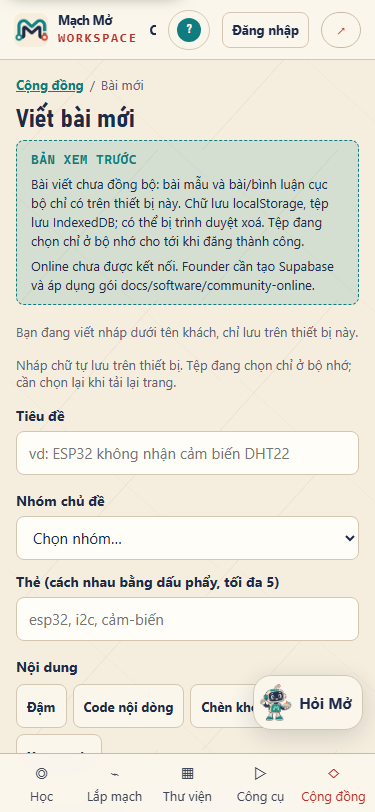 Mạch Mở
WORKSPACE
C
?
Đăng nhập
Cộng đồng / Bài mới
Viết bài mới
BẢN XEM TRƯỚC
Bài viết chưa đồng bộ: bài mẫu và bài/bình luận cục
bộ chỉ có trên thiết bị này. Chữ lưu localStorage, tệp
lưu IndexedDB; có thể bị trình duyệt xoá. Tệp đang
chọn chỉ ở bộ nhớ cho tới khi đăng thành công.
Online chưa được kết nối. Founder cần tạo Supabase
và áp dụng gói docs/software/community-online.
Bạn đang viết nháp dưới tên khách, chỉ lưu trên thiết bị này.
Nháp chữ tự lưu trên thiết bị. Tệp đang chọn chỉ ở bộ nhớ;
cần chọn lại khi tải lại trang.
Tiêu đề
vd: ESP32 không nhận cảm biến DHT22
Nhóm chủ đề
Chọn nhóm...
Thẻ (cách nhau bằng dấu phẩy, tối đa 5)
esp32, i2c, cảm-biến
Nội dung
Đậm
Code nội dòng
Chèn
Hỏi Mở
Học
Lắp mạch
Thư viện
Công cụ
Cộng đồng